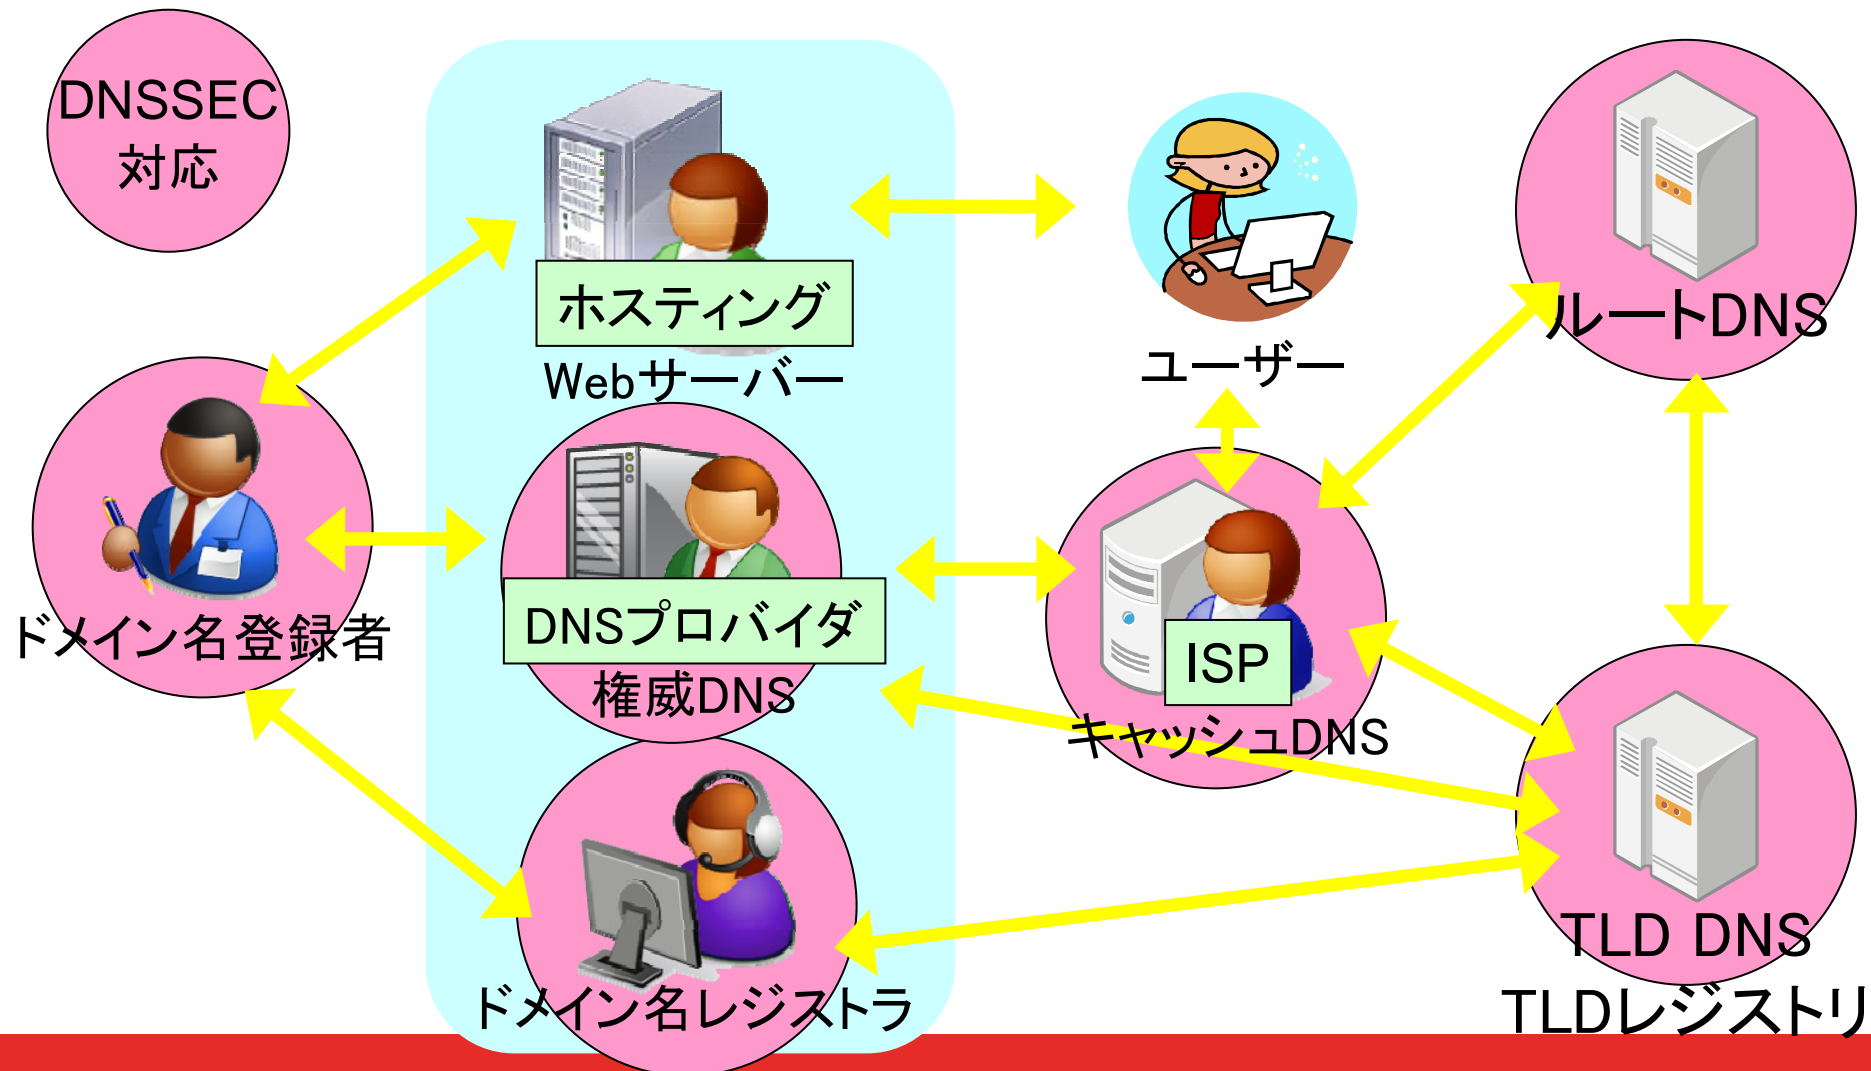 DNSSEC
対応
ホスティング
Webサーバー
ユーザー
ルートDNS
ドメイン名登録者
DNSプロバイダ
権威DNS
ISP
キャッシュDNS
ドメイン名レジストラ
TLD DNS
TLDレジストリ